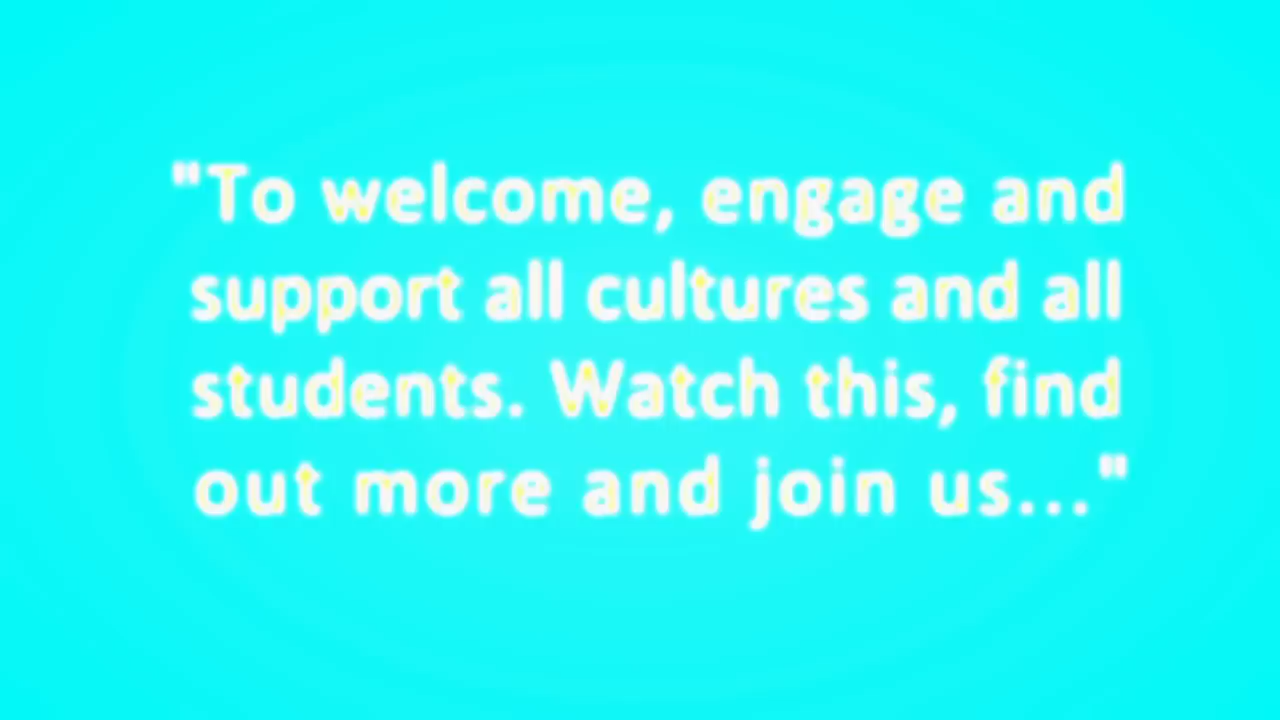 "To welcome, engage and
support all cultures and all
students. Watch this, find
out more and join us..."